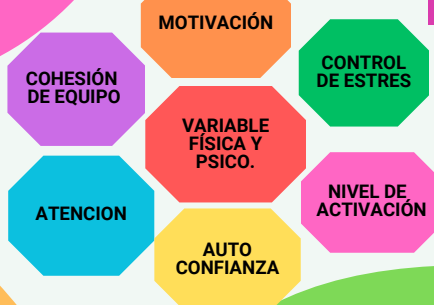 MOTIVACIÓN
COHESIÓN
DE EQUIPO
CONTROL
DE ESTRES
VARIABLE
FÍSICA Y
PSICO.
ATENCION
NIVEL DE
ACTIVACIÓN
AUTO
CONFIANZA